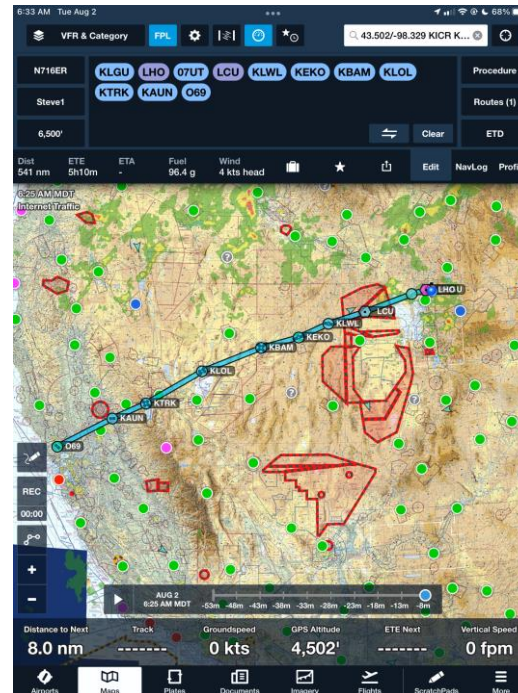 6:33 AM Tue Aug 2
68%
VFR & Category
FPL
43.502/-98.329 KICR K...
N716ER
KLGU LHO 07UT LCU KLWL KEKO KBAM KLOL
Procedure
Steve1
KTRK KAUN O69
Routes (1)
6,500'
Clear
ETD
Dist
ETE
ETA
Fuel
Wind
541 nm
5h10m
-
96.4 g
4 kts head
Edit
NavLog
Profi
6:25 AM MDT
Internet Traffic
LHO
U
LCU
KLWL
KEKO
KBAM
KLOL
KTRK
KAUN
O69
REC
00:00
AUG 2
6:25 AM MDT
-53m -48m -43m -38m -33m -28m -23m -18m -13m -8m
Distance to Next
Track
Groundspeed
GPS Altitude
ETE Next
Vertical Speed
8.0 nm
-------
0 kts
4,502'
-------
0 fpm
Airports
Maps
Plates
Documents
Imagery
Flights
ScratchPads
More